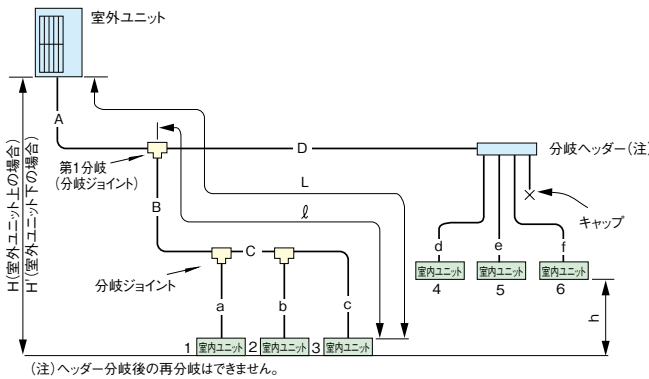 室外ユニット
A
第1分岐
(分岐ジョイント)
D
分岐ヘッダー(注)
L
ℓ
B
キャップ
H(室外ユニット上の場合)
H'(室外ユニット下の場合)
C
分岐ジョイント
d
e
f
室内ユニット
室内ユニット
室内ユニット
4
5
6
a
b
c
h
1
室内ユニット
2
室内ユニット
3
室内ユニット
(注)ヘッダー分岐後の再分岐はできません。